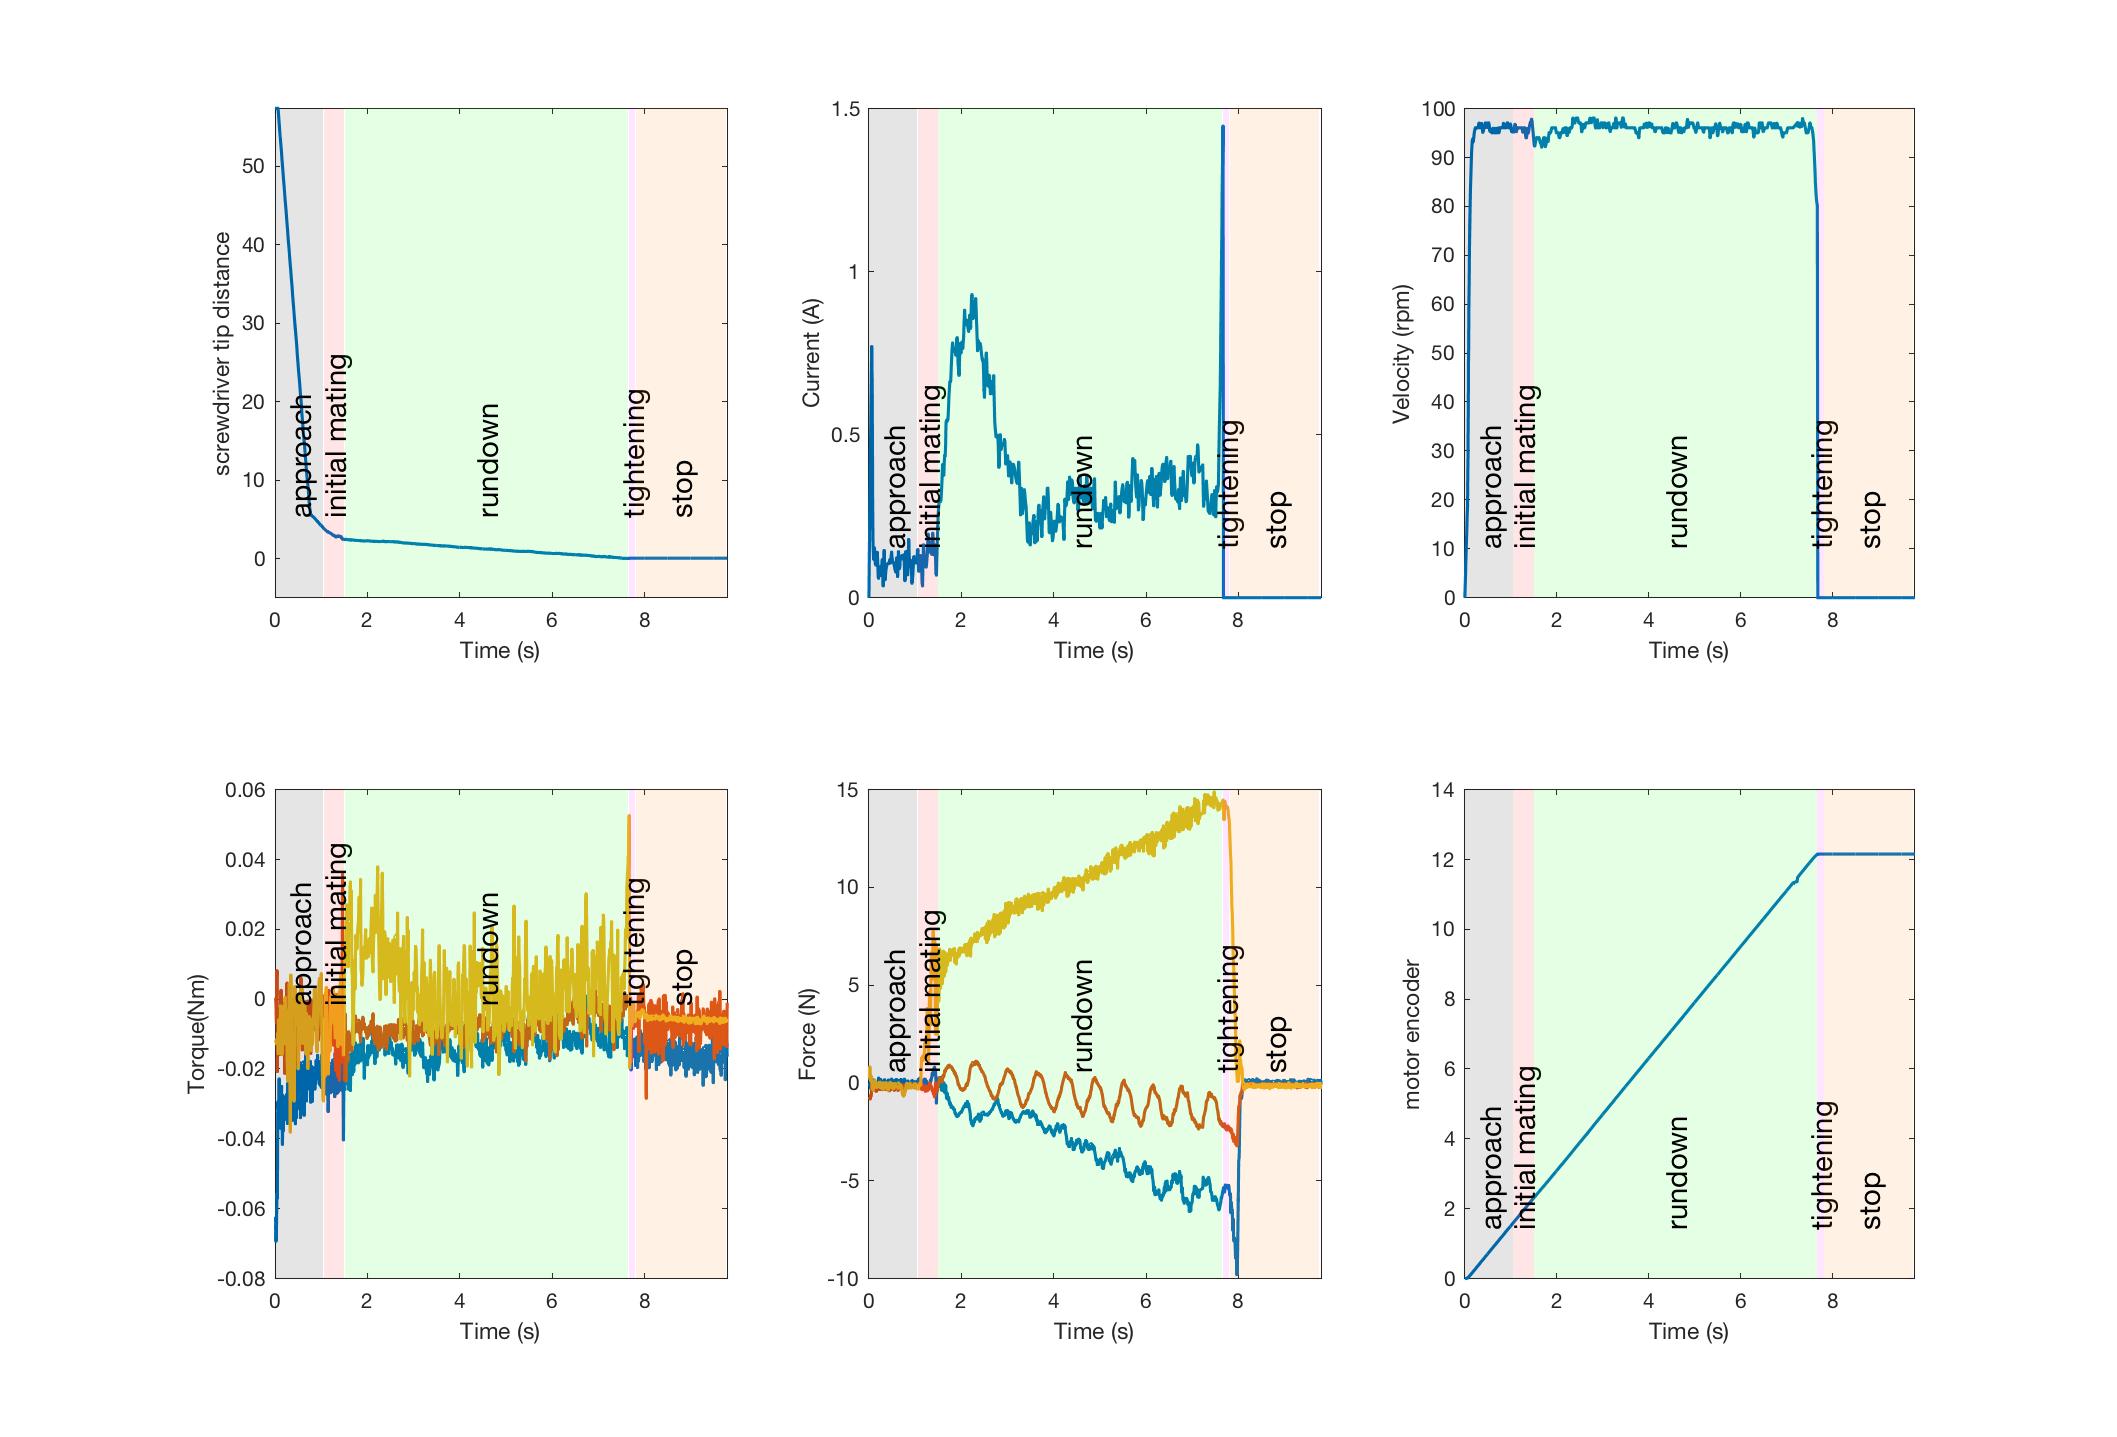 screwdriver tip distance
50
40
30
20
10
0
approach
initial mating
rundown
tightening
stop
0 2 4 6 8
Time (s)
Current (A)
1.5
1
0.5
0
approach
initial mating
rundown
tightening
stop
0 2 4 6 8
Time (s)
Velocity (rpm)
100
90
80
70
60
50
40
30
20
10
0
approach
initial mating
rundown
tightening
stop
0 2 4 6 8
Time (s)
Torque(Nm)
0.06
0.04
0.02
0
-0.02
-0.04
-0.06
-0.08
approach
initial mating
rundown
tightening
stop
0 2 4 6 8
Time (s)
Force (N)
15
10
5
0
-5
-10
approach
initial mating
rundown
tightening
stop
0 2 4 6 8
Time (s)
motor encoder
14
12
10
8
6
4
2
0
approach
initial mating
rundown
tightening
stop
0 2 4 6 8
Time (s)